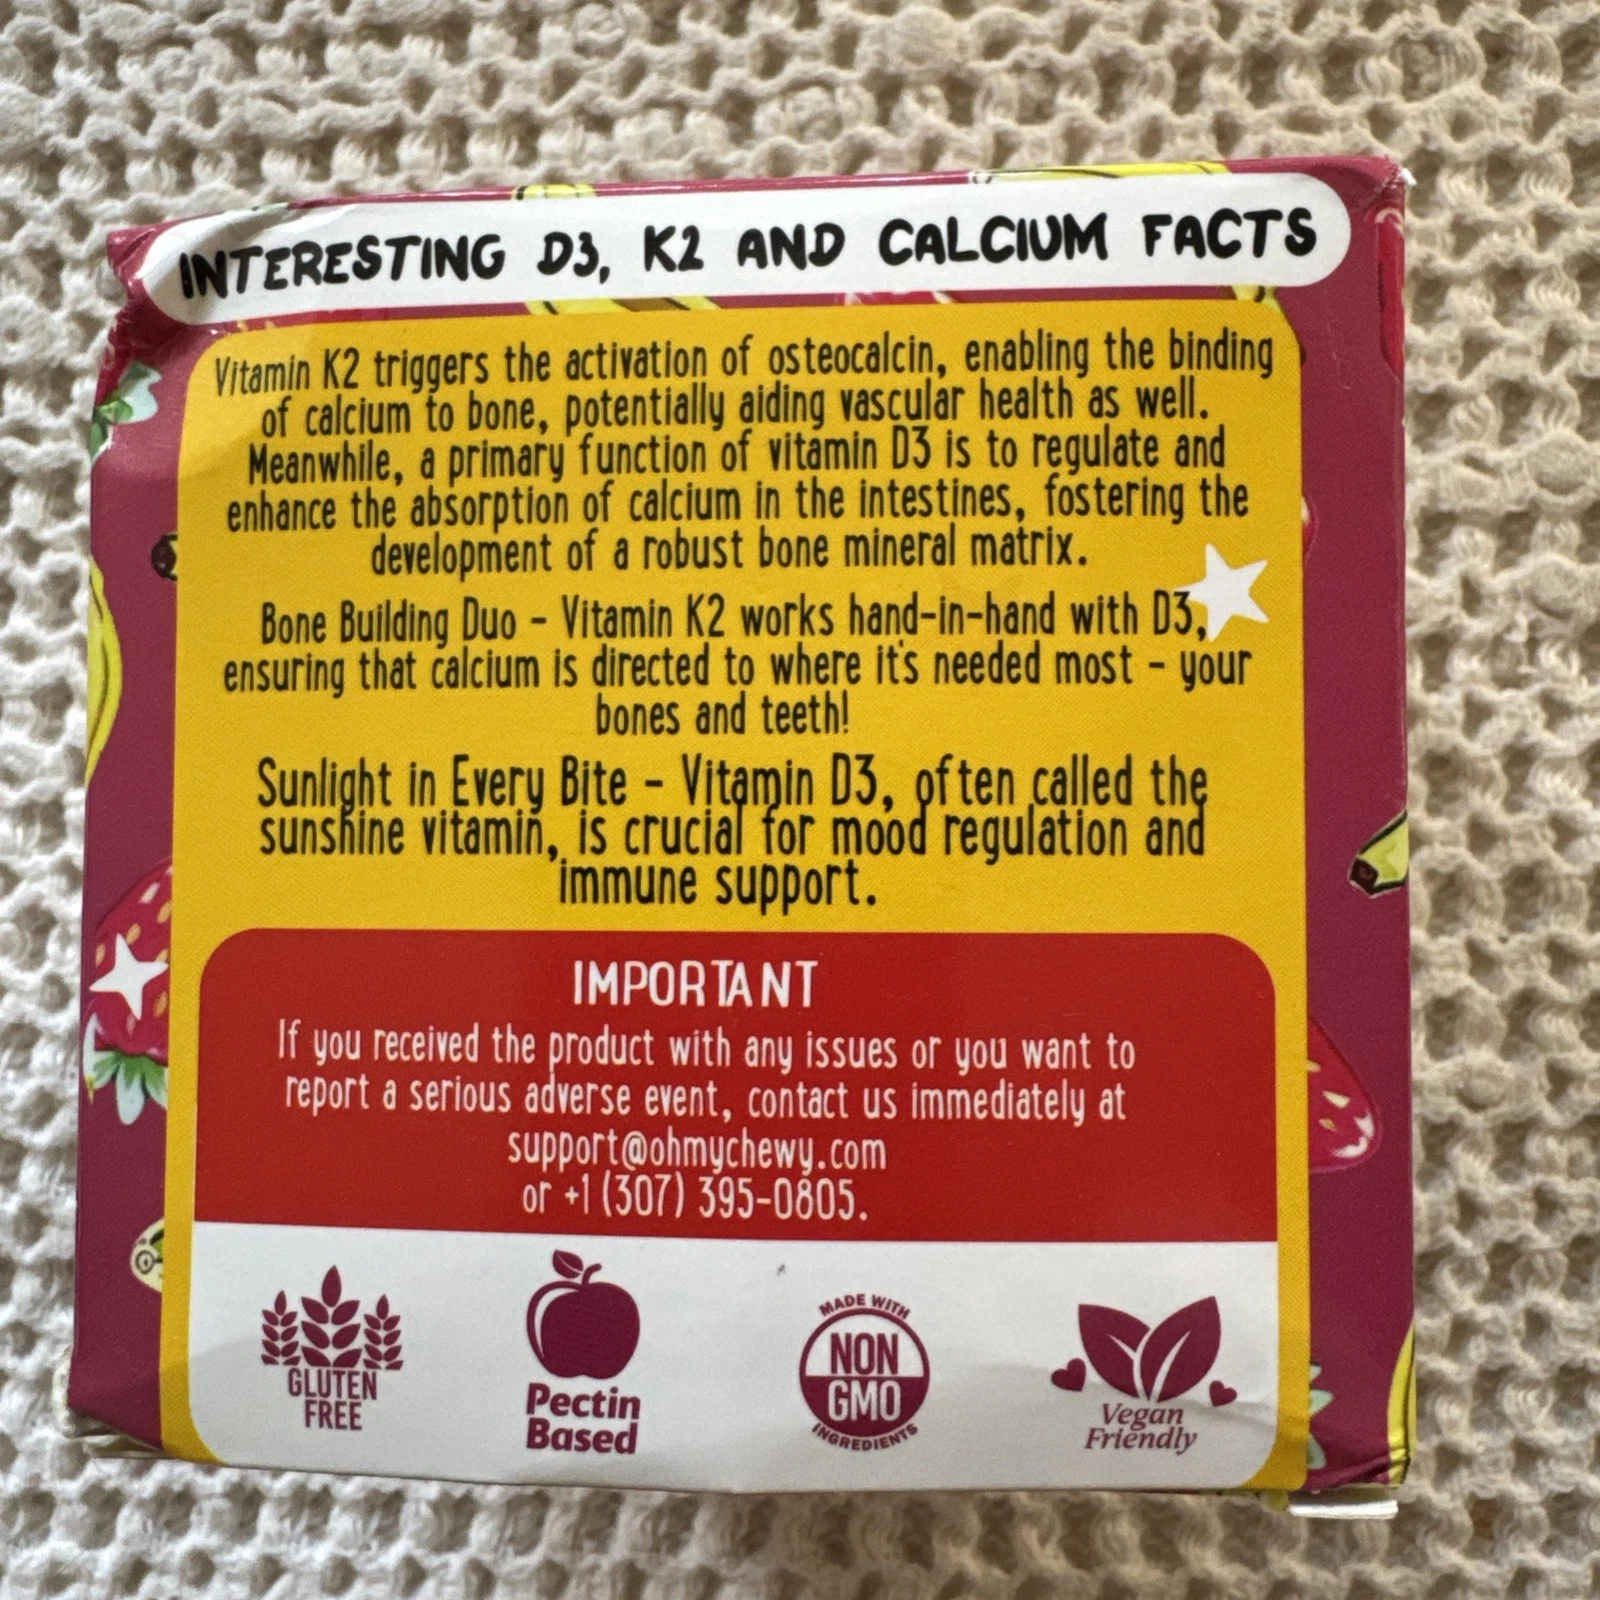 INTERESTING D3, K2 AND CALCIUM FACTS
Vitamin K2 triggers the activation of osteocalcin, enabling the binding
of calcium to bone, potentially aiding vascular health as well.
Meanwhile, a primary function of vitamin D3 is to regulate and
enhance the absorption of calcium in the intestines, fostering the
development of a robust bone mineral matrix.
Bone Building Duo - Vitamin K2 works hand-in-hand with D3,
ensuring that calcium is directed to where it's needed most - your
bones and teeth!
Sunlight in Every Bite - Vitamin D3, often called the
sunshine vitamin, is crucial for mood regulation and
immune support.
IMPORTANT
If you received the product with any issues or you want to
report a serious adverse event, contact us immediately at
support@ohmychewy.com
or +1 (307) 395-0805.
GLUTEN
FREE
Pectin
Based
MADE WITH
NON
GMO
INGREDIENTS
Vegan
Friendly